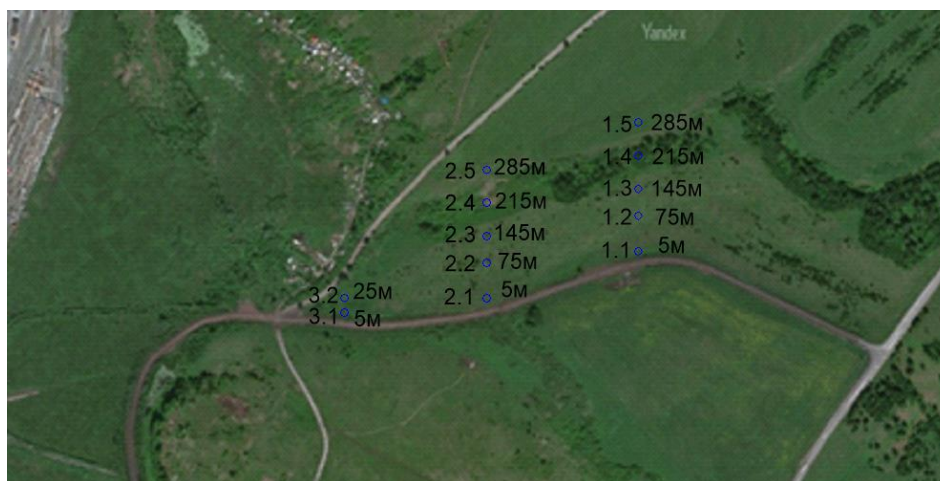 Yandex
1.5 285м
1.4 215м
1.3 145м
1.2 75м
1.1 5м
2.5 285м
2.4 215м
2.3 145м
2.2 75м
2.1 5м
3.2 25м
3.1 5м